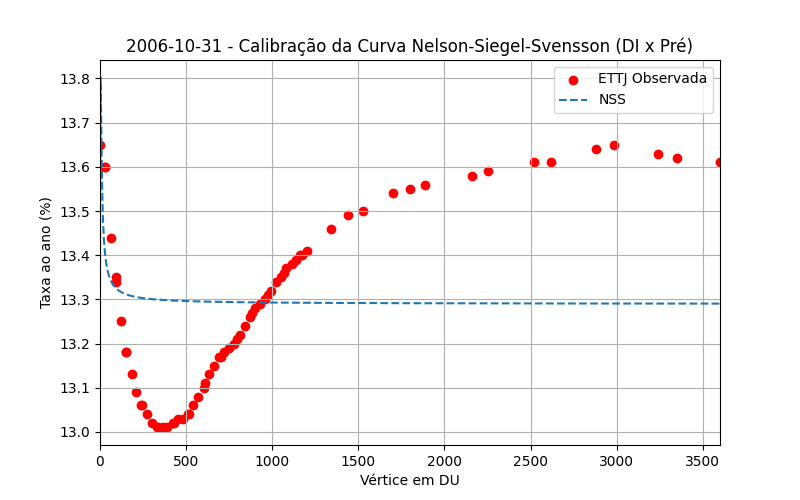 2006-10-31 - Calibração da Curva Nelson-Siegel-Svensson (DI x Pré)
ETTJ Observada
NSS
Taxa ao ano (%)
13.8
13.7
13.6
13.5
13.4
13.3
13.2
13.1
13.0
0 500 1000 1500 2000 2500 3000 3500
Vértice em DU